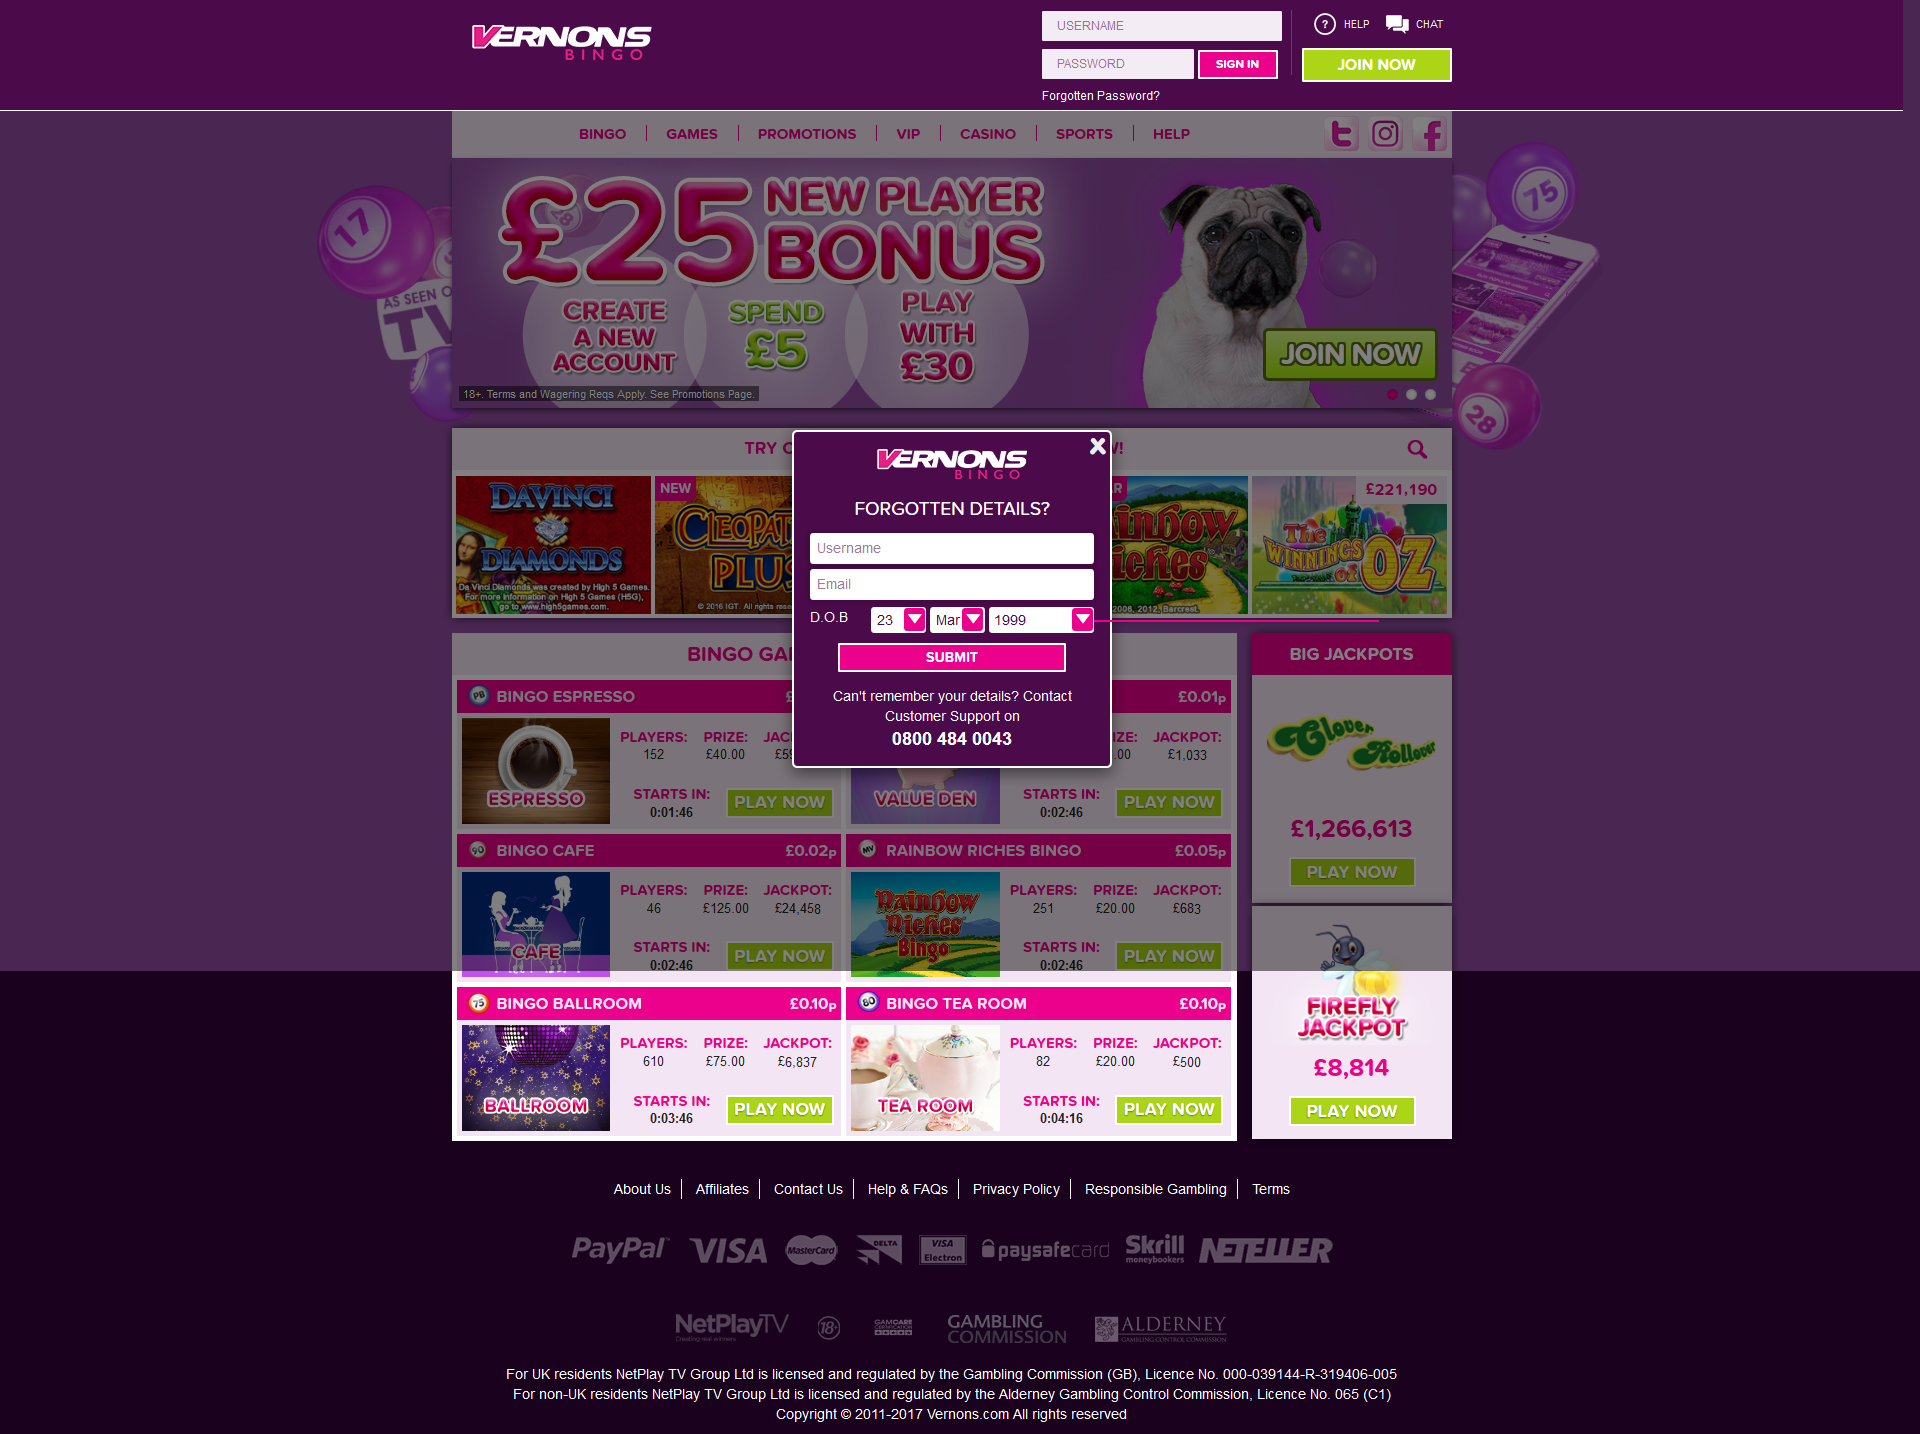 VERNONS
BINGO
USERNAME
PASSWORD
SIGN IN
Forgotten Password?
? HELP
CHAT
JOIN NOW
BINGO
GAMES
PROMOTIONS
VIP
CASINO
SPORTS
HELP
17
AS SEEN O
TV
£25
28
NEW PLAYER
BONUS
CREATE
A NEW
ACCOUNT
SPEND
£5
PLAY
WITH
£30
JOIN NOW
18+. Terms and Wagering Reqs Apply. See Promotions Page.
75
28
TRY
W!
DAVINCI
DIAMONDS
Da Vinci Diamonds was created by High 5 Games.
For more information on High 5 Games (H5G),
go to www.high5games.com.
NEW
CLEOPAT
PLUS
© 2016 IGT. All rights rese
Rainbow
Riches
2008, 2012, Barcrest.
£221,190
The
WINNINGS
of OZ
VERNONS
BINGO
FORGOTTEN DETAILS?
Username
Email
D.O.B
23
Mar
1999
SUBMIT
Can't remember your details? Contact
Customer Support on
0800 484 0043
BINGO GA
BIG JACKPOTS
PB BINGO ESPRESSO
£
£0.01p
ESPRESSO
PLAYERS:
152
PRIZE:
£40.00
JAC
£59
STARTS IN:
0:01:46
PLAY NOW
VALUE DEN
ZE:
.00
JACKPOT:
£1,033
STARTS IN:
0:02:46
PLAY NOW
Clover
Rollover
£1,266,613
PLAY NOW
90 BINGO CAFE
£0.02p
CAFE
PLAYERS:
46
PRIZE:
£125.00
JACKPOT:
£24,458
STARTS IN:
0:02:46
PLAY NOW
MV RAINBOW RICHES BINGO
£0.05p
Rainbow
Riches
Bingo
PLAYERS:
251
PRIZE:
£20.00
JACKPOT:
£683
STARTS IN:
0:02:46
PLAY NOW
75 BINGO BALLROOM
£0.10p
BALLROOM
PLAYERS:
610
PRIZE:
£75.00
JACKPOT:
£6,837
STARTS IN:
0:03:46
PLAY NOW
80 BINGO TEA ROOM
£0.10p
TEA ROOM
PLAYERS:
82
PRIZE:
£20.00
JACKPOT:
£500
STARTS IN:
0:04:16
PLAY NOW
FIREFLY
JACKPOT
£8,814
PLAY NOW
About Us
Affiliates
Contact Us
Help & FAQs
Privacy Policy
Responsible Gambling
Terms
PayPal
VISA
MasterCard
DELTA
VISA
Electron
paysafecard
Skrill
moneybookers
NETELLER
NetPlayTV
Creating real winners
18+
GAMCARE
CERTIFICATION
GAMBLING
COMMISSION
ALDERNEY
GAMBLING CONTROL COMMISSION
For UK residents NetPlay TV Group Ltd is licensed and regulated by the Gambling Commission (GB), Licence No. 000-039144-R-319406-005
For non-UK residents NetPlay TV Group Ltd is licensed and regulated by the Alderney Gambling Control Commission, Licence No. 065 (C1)
Copyright © 2011-2017 Vernons.com All rights reserved